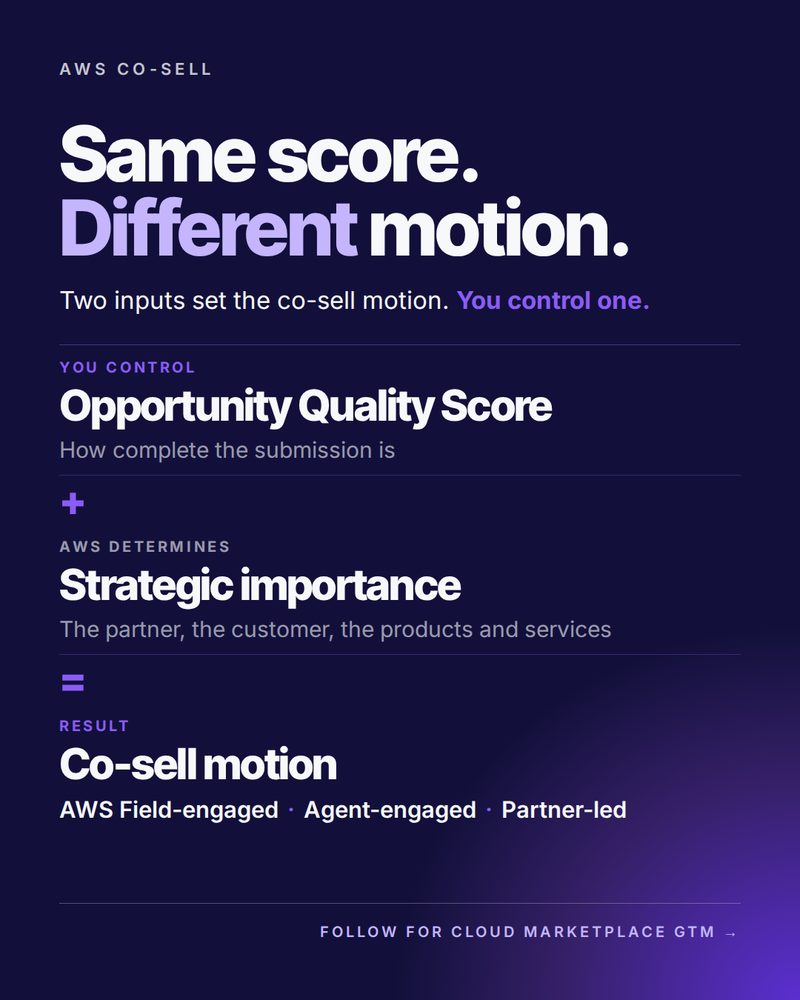 AWS CO-SELL
Same score.
Different motion.
Two inputs set the co-sell motion. You control one.
YOU CONTROL
Opportunity Quality Score
How complete the submission is
+
AWS DETERMINES
Strategic importance
The partner, the customer, the products and services
=
RESULT
Co-sell motion
AWS Field-engaged · Agent-engaged · Partner-led
FOLLOW FOR CLOUD MARKETPLACE GTM →